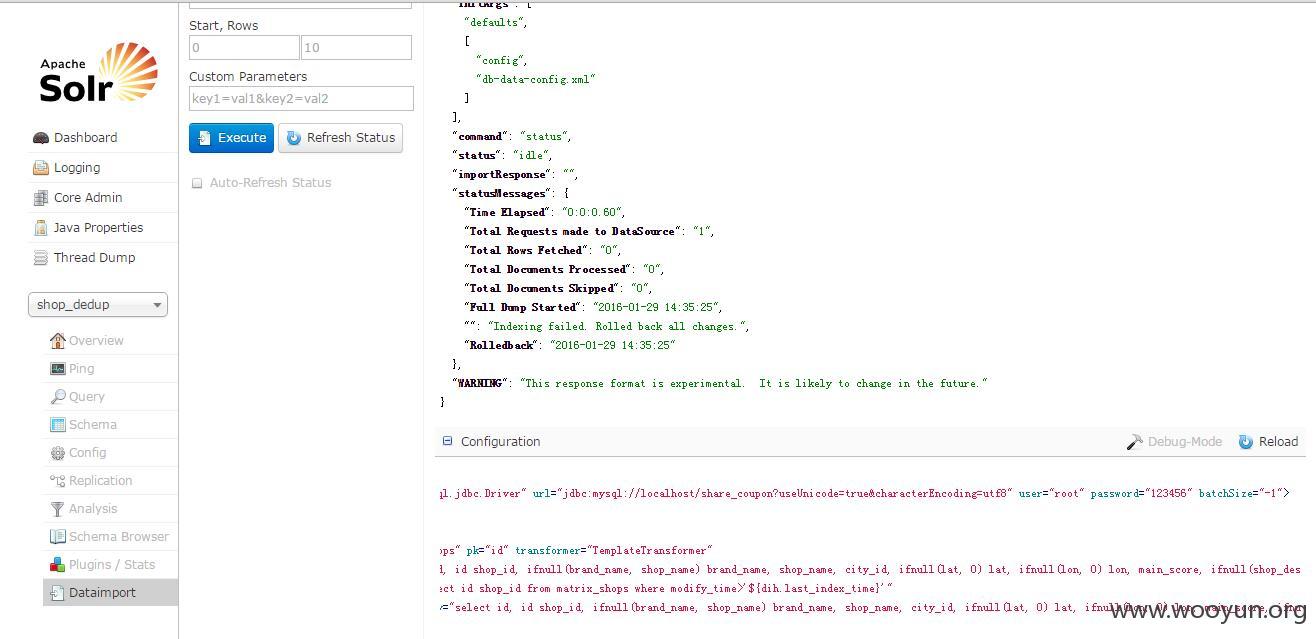 Apache
Solr
Dashboard
Logging
Core Admin
Java Properties
Thread Dump
shop_dedup
Overview
Ping
Query
Schema
Config
Replication
Analysis
Schema Browser
Plugins / Stats
Dataimport
Start, Rows
0 10
Custom Parameters
key1=val1&key2=val2
Execute Refresh Status
Auto-Refresh Status
"initArgs": [
"defaults",
[
"config",
"db-data-config.xml"
]
],
"command": "status",
"status": "idle",
"importResponse": "",
"statusMessages": {
"Time Elapsed": "0:0:0.60",
"Total Requests made to DataSource": "1",
"Total Rows Fetched": "0",
"Total Documents Processed": "0",
"Total Documents Skipped": "0",
"Full Dump Started": "2016-01-29 14:35:25",
"": "Indexing failed. Rolled back all changes.",
"Rolledback": "2016-01-29 14:35:25"
},
"WARNING": "This response format is experimental.  It is likely to change in the future."
}
Configuration Debug-Mode Reload
ql.jdbc.Driver" url="jdbc:mysql://localhost/share_coupon?useUnicode=true&characterEncoding=utf8" user="root" password="123456" batchSize="-1">
ops" pk="id" transformer="TemplateTransformer"
d, id shop_id, ifnull(brand_name, shop_name) brand_name, shop_name, city_id, ifnull(lat, 0) lat, ifnull(lon, 0) lon, main_score, ifnull(shop_des
ect id shop_id from matrix_shops where modify_time>'${dih.last_index_time}'"
y="select id, id shop_id, ifnull(brand_name, shop_name) brand_name, shop_name, city_id, ifnull(lat, 0) lat, ifnull(lon, 0) lon, main_score, ifnu
www.wooyun.org